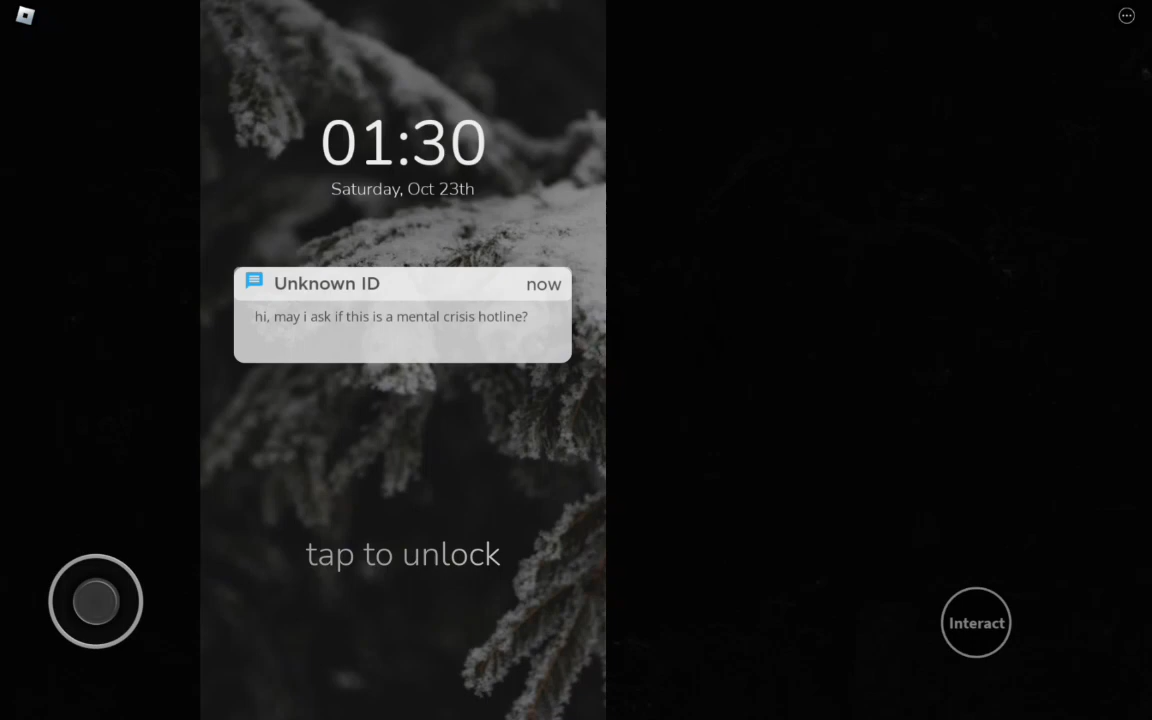 01:30
Saturday, Oct 23th
Unknown ID now
hi, may i ask if this is a mental crisis hotline?
tap to unlock
Interact